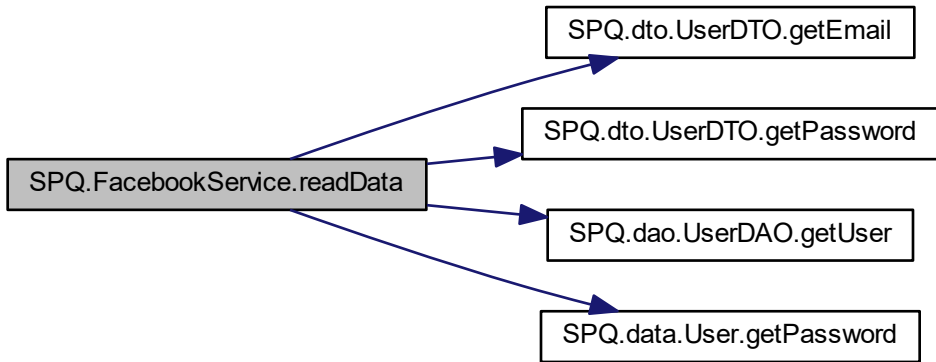 SPQ.dto.UserDTO.getEmail
SPQ.dto.UserDTO.getPassword
SPQ.FacebookService.readData
SPQ.dao.UserDAO.getUser
SPQ.data.User.getPassword